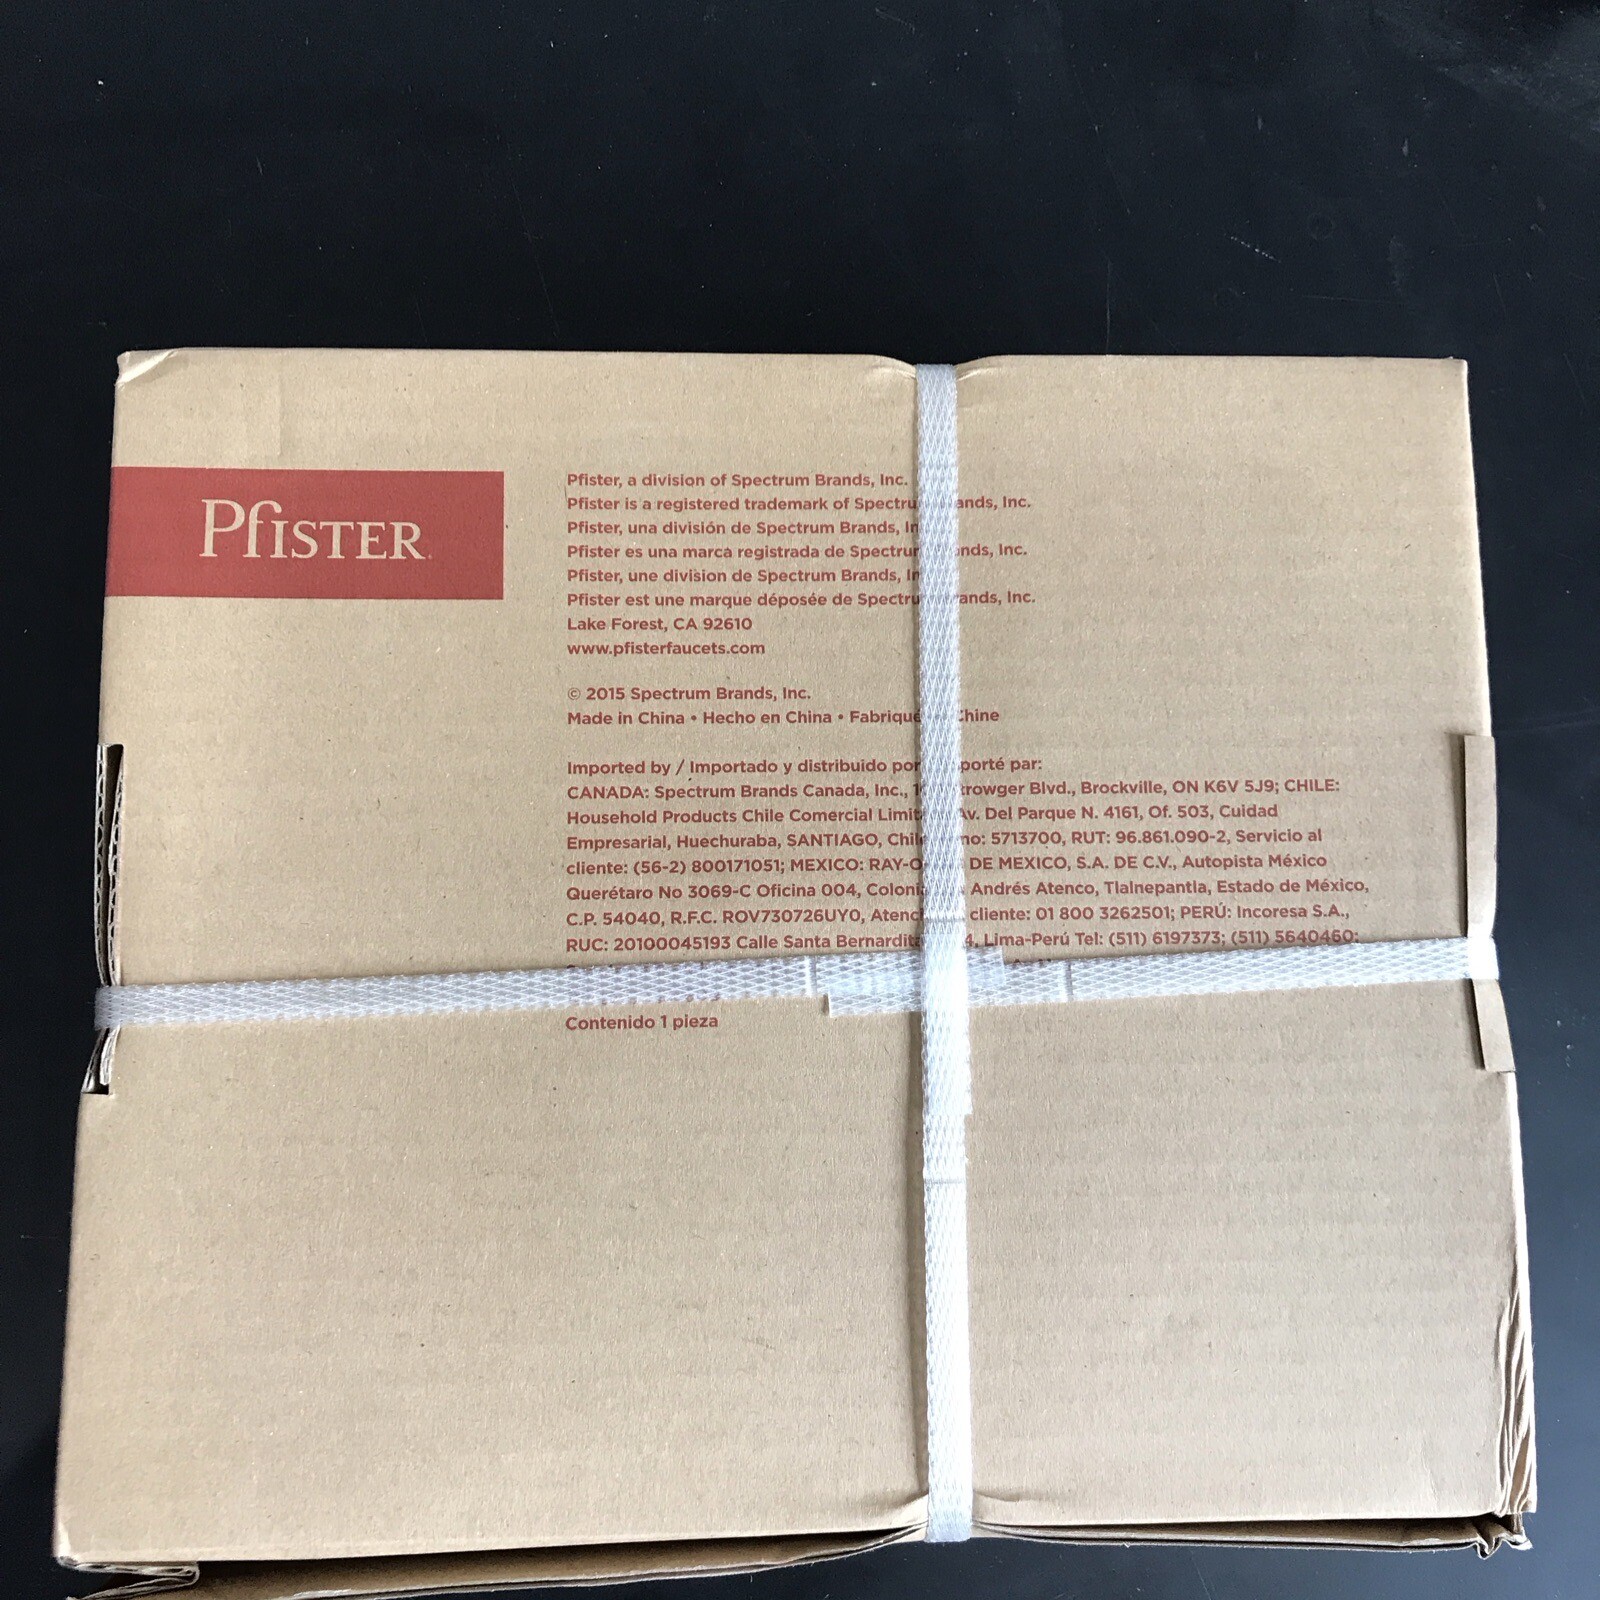 Pfister
Pfister, a division of Spectrum Brands, Inc.
Pfister is a registered trademark of Spectru ands, Inc.
Pfister, una división de Spectrum Brands, In
Pfister es una marca registrada de Spectrum nds, Inc.
Pfister, une division de Spectrum Brands, In
Pfister est une marque déposée de Spectru ands, Inc.
Lake Forest, CA 92610
www.pfisterfaucets.com
© 2015 Spectrum Brands, Inc.
Made in China • Hecho en China • Fabriqué Chine
Imported by / Importado y distribuido por porté par:
CANADA: Spectrum Brands Canada, Inc., trowger Blvd., Brockville, ON K6V 5J9; CHILE:
Household Products Chile Comercial Limit Av. Del Parque N. 4161, Of. 503, Cuidad
Empresarial, Huechuraba, SANTIAGO, Chil no: 5713700, RUT: 96.861.090-2, Servicio al
cliente: (56-2) 800171051; MEXICO: RAY-O DE MEXICO, S.A. DE C.V., Autopista México
Querétaro No 3069-C Oficina 004, Coloni Andrés Atenco, Tlalnepantla, Estado de México,
C.P. 54040, R.F.C. ROV730726UY0, Atenc cliente: 01 800 3262501; PERÚ: Incoresa S.A.,
RUC: 20100045193 Calle Santa Bernardit 4, Lima-Perú Tel: (511) 6197373; (511) 5640460;
Contenido 1 pieza